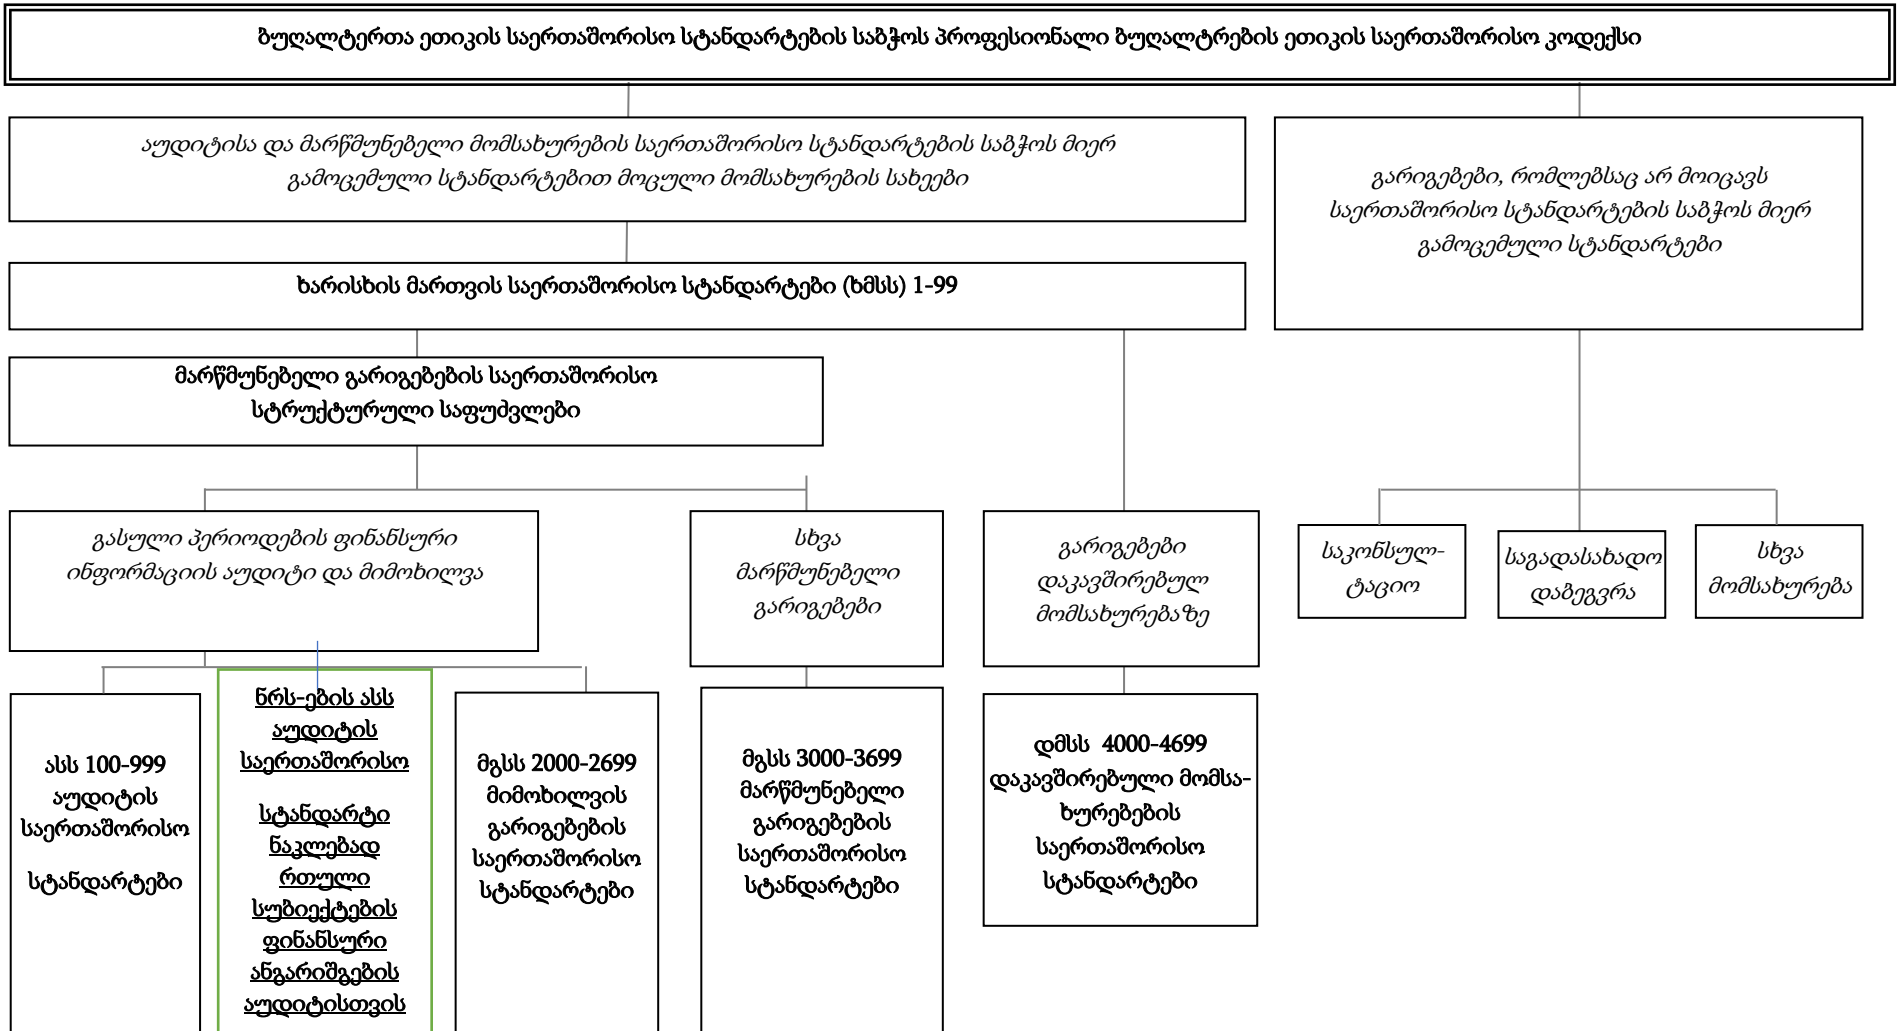 ბუღალტერთა ეთიკის საერთაშორისო სტანდარტების საბჭოს პროფესიონალი ბუღალტრების ეთიკის საერთაშორისო კოდექსი
აუდიტისა და მარწმუნებელი მომსახურების საერთაშორისო სტანდარტების საბჭოს მიერ
გამოცემული სტანდარტებით მოცული მომსახურების სახეები
გარიგებები, რომლებსაც არ მოიცავს
საერთაშორისო სტანდარტების საბჭოს მიერ
გამოცემული სტანდარტები
ხარისხის მართვის საერთაშორისო სტანდარტები (ხმსს) 1-99
მარწმუნებელი გარიგებების საერთაშორისო
სტრუქტურული საფუძვლები
გასული პერიოდების ფინანსური
ინფორმაციის აუდიტი და მიმოხილვა
სხვა
მარწმუნებელი
გარიგებები
გარიგებები
დაკავშირებულ
მომსახურებაზე
საკონსულ-
ტაციო
საგადასახადო
დაბეგვრა
სხვა
მომსახურება
ასს 100-999
აუდიტის
საერთაშორისო
სტანდარტები
ნრს-ების ასს
აუდიტის
საერთაშორისო
სტანდარტი
ნაკლებად
რთული
სუბიექტების
ფინანსური
ანგარიშგების
აუდიტისთვის
მგსს 2000-2699
მიმოხილვის
გარიგებების
საერთაშორისო
სტანდარტები
მგსს 3000-3699
მარწმუნებელი
გარიგებების
საერთაშორისო
სტანდარტები
დმსს 4000-4699
დაკავშირებული მომსა-
ხურებების
საერთაშორისო
სტანდარტები